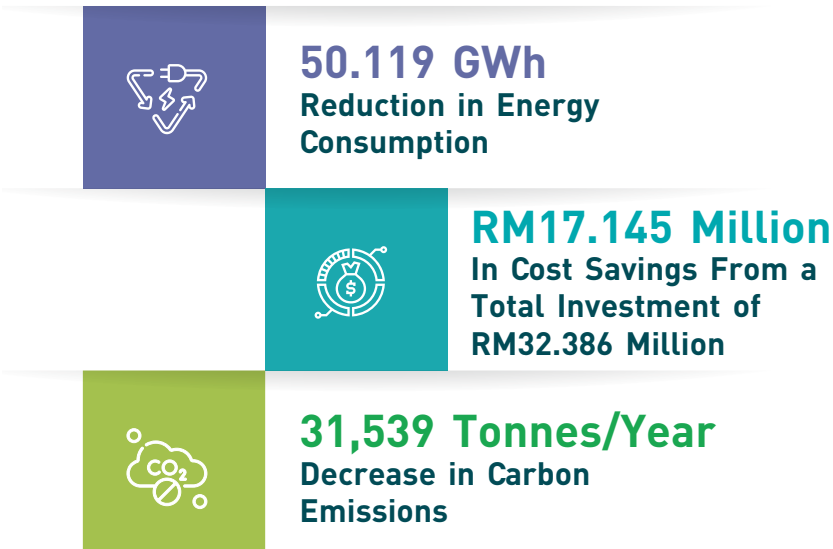 50.119 GWh
Reduction in Energy
Consumption
RM17.145 Million
In Cost Savings From a
Total Investment of
RM32.386 Million
$
31,539 Tonnes/Year
Decrease in Carbon
Emissions
CO2